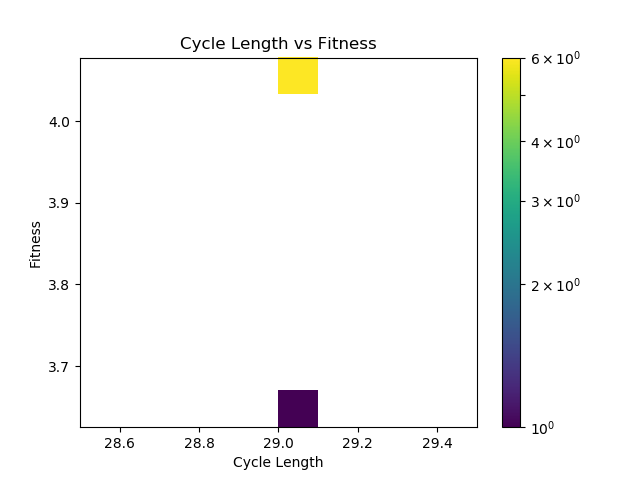 Cycle Length vs Fitness
Fitness
4.0
3.9
3.8
3.7
28.6 28.8 29.0 29.2 29.4
Cycle Length
6 × 10⁰
4 × 10⁰
3 × 10⁰
2 × 10⁰
10⁰